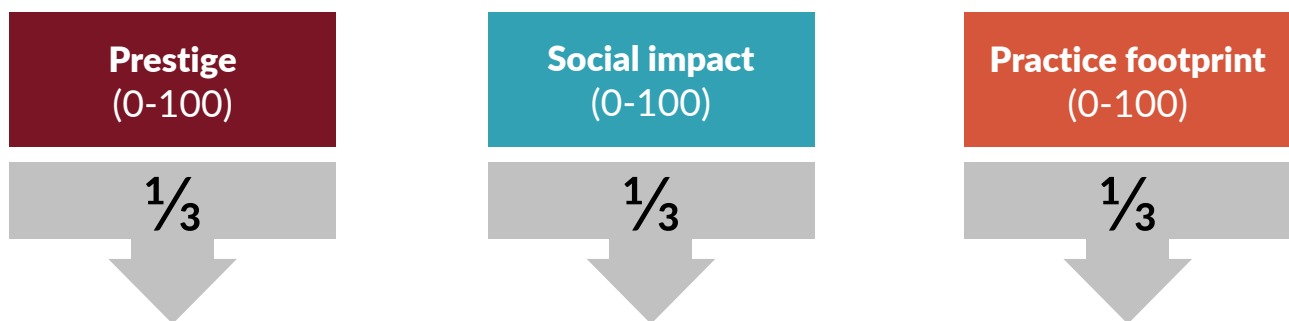 Prestige
(0-100)
Social impact
(0-100)
Practice footprint
(0-100)
⅓
⅓
⅓